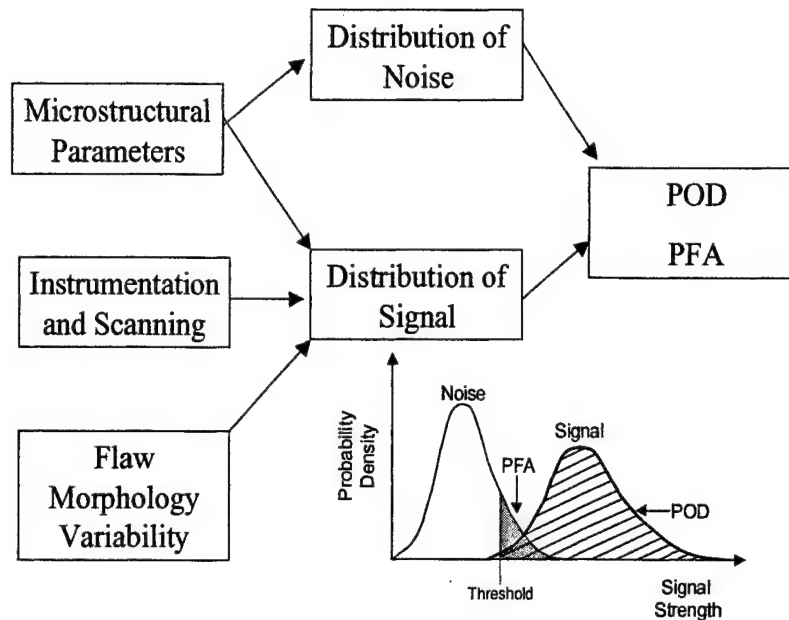 Distribution of
Noise
Microstructural
Parameters
POD
PFA
Instrumentation
and Scanning
Distribution of
Signal
Flaw
Morphology
Variability
Noise
Signal
PFA
POD
Probability
Density
Threshold
Signal
Strength